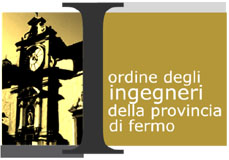 ordine degli
ingegneri
della provincia
di fermo